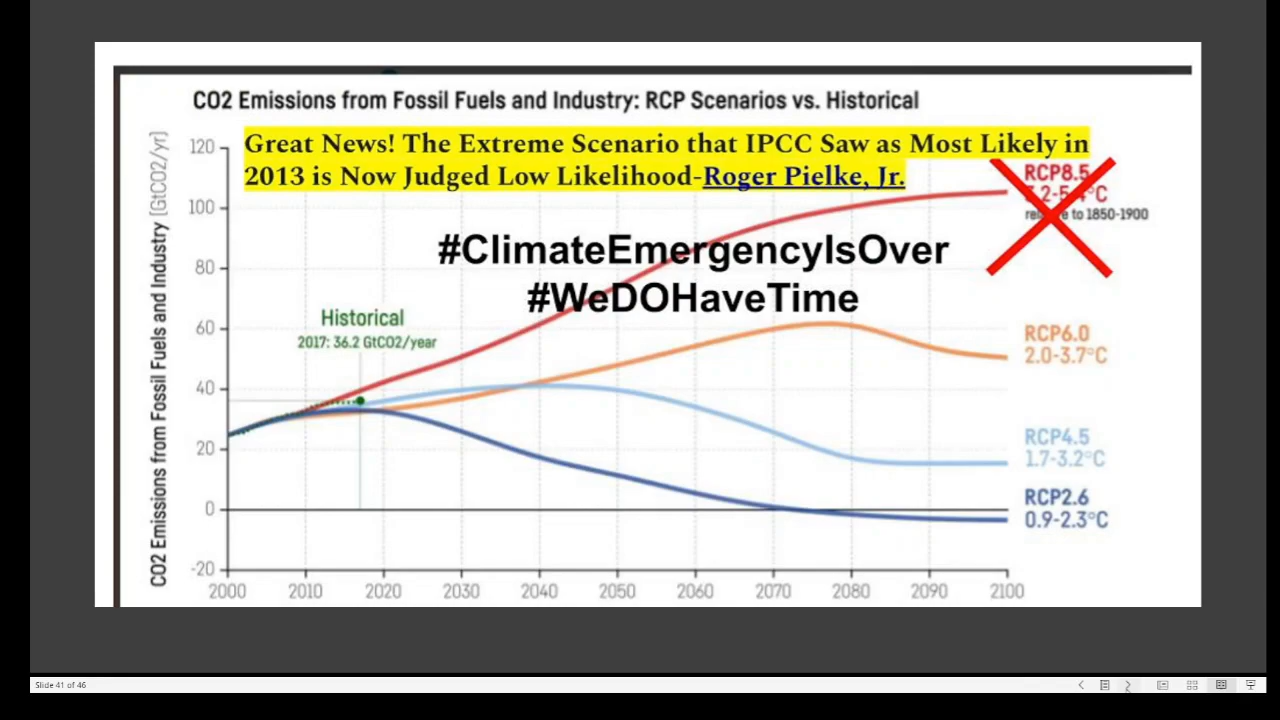 CO2 Emissions from Fossil Fuels and Industry: RCP Scenarios vs. Historical
Great News! The Extreme Scenario that IPCC Saw as Most Likely in
2013 is Now Judged Low Likelihood-Roger Pielke, Jr.
#ClimateEmergencyIsOver
#WeDOHaveTime
CO2 Emissions from Fossil Fuels and Industry (GtCO2/yr)
120
100
80
60
40
20
0
-20
2000 2010 2020 2030 2040 2050 2060 2070 2080 2090 2100
Historical
2017: 36.2 GtCO2/year
RCP8.5
to 1850-1900
RCP6.0
2.0-3.7°C
RCP4.5
1.7-3.2°C
RCP2.6
0.9-2.3°C
Slide 41 of 46